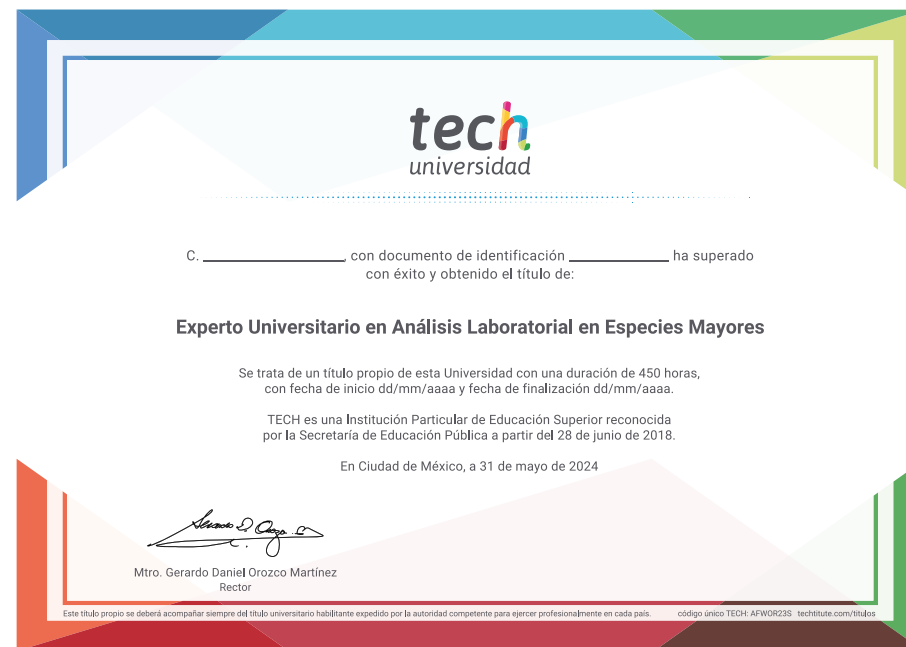 tech
universidad
C. ____________, con documento de identificación ____________ ha superado
con éxito y obtenido el título de:
Experto Universitario en Análisis Laboratorial en Especies Mayores
Se trata de un título propio de esta Universidad con una duración de 450 horas,
con fecha de inicio dd/mm/aaaa y fecha de finalización dd/mm/aaaa.
TECH es una Institución Particular de Educación Superior reconocida
por la Secretaría de Educación Pública a partir del 28 de junio de 2018.
En Ciudad de México, a 31 de mayo de 2024
Mtro. Gerardo Daniel Orozco Martínez
Rector
Este título propio se deberá acompañar siempre del título universitario habilitante expedido por la autoridad competente para ejercer profesionalmente en cada país. código único TECH: AFWOR23S techtitute.com/titulos